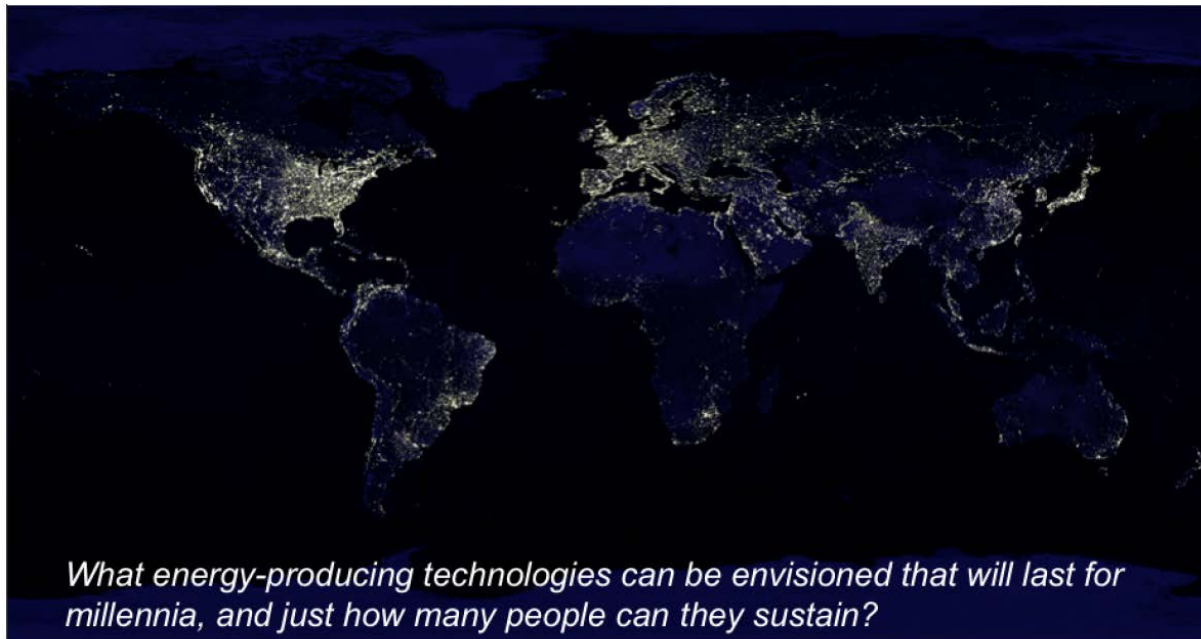 What energy-producing technologies can be envisioned that will last for
millennia, and just how many people can they sustain?